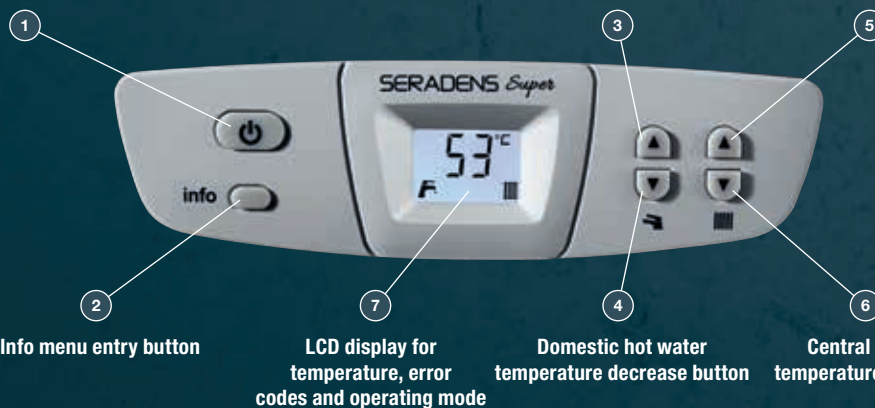 1
3
5
SERADENS Super
53°C
info
2
7
4
6
Info menu entry button
LCD display for
temperature, error
codes and operating mode
Domestic hot water
temperature decrease button
Central
temperature